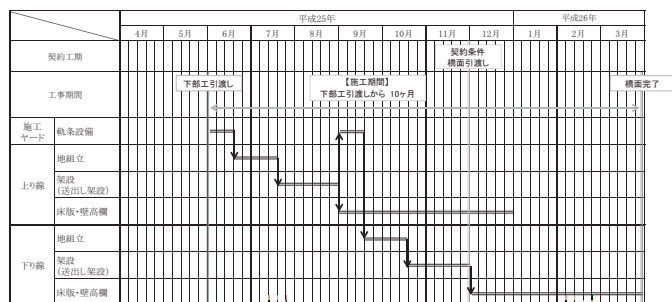 平成25年 平成26年
4月 5月 6月 7月 8月 9月 10月 11月 12月 1月 2月 3月
契約工期
契約条件
橋面引渡し
工事期間
下部工引渡し
【施工期間】
下部工引渡しから 10ヶ月
橋面完了
施工
ヤード
軌条設備
上り線
地組立
架設
(送出し架設)
床版・壁高欄
下り線
地組立
架設
(送出し架設)
床版・壁高欄